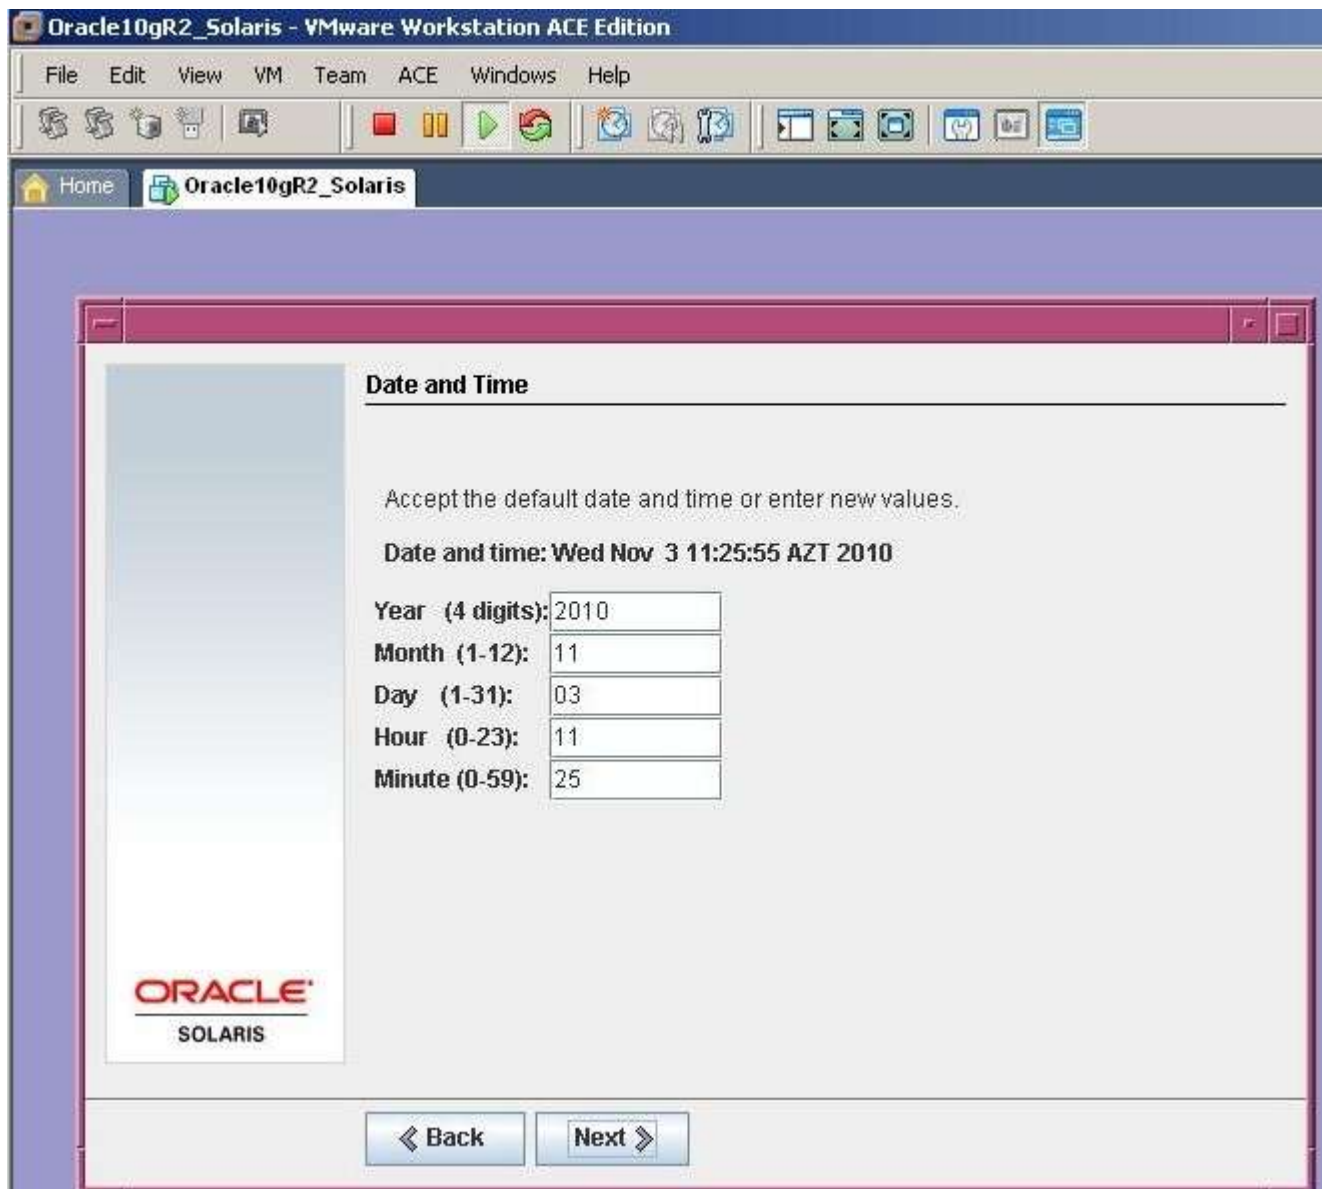 Oracle10gR2_Solaris - VMware Workstation ACE Edition
File Edit View VM Team ACE Windows Help
Home Oracle10gR2_Solaris
Date and Time
Accept the default date and time or enter new values.
Date and time: Wed Nov 3 11:25:55 AZT 2010
Year (4 digits): 2010
Month (1-12): 11
Day (1-31): 03
Hour (0-23): 11
Minute (0-59): 25
ORACLE
SOLARIS
Back Next